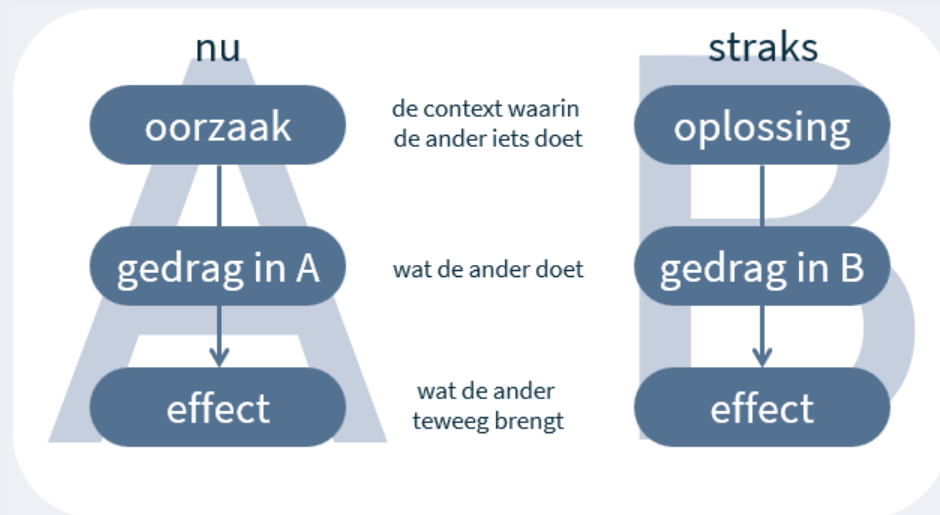 nu
straks
oorzaak
de context waarin
de ander iets doet
oplossing
gedrag in A
wat de ander doet
gedrag in B
effect
wat de ander
teweeg brengt
effect
A
B